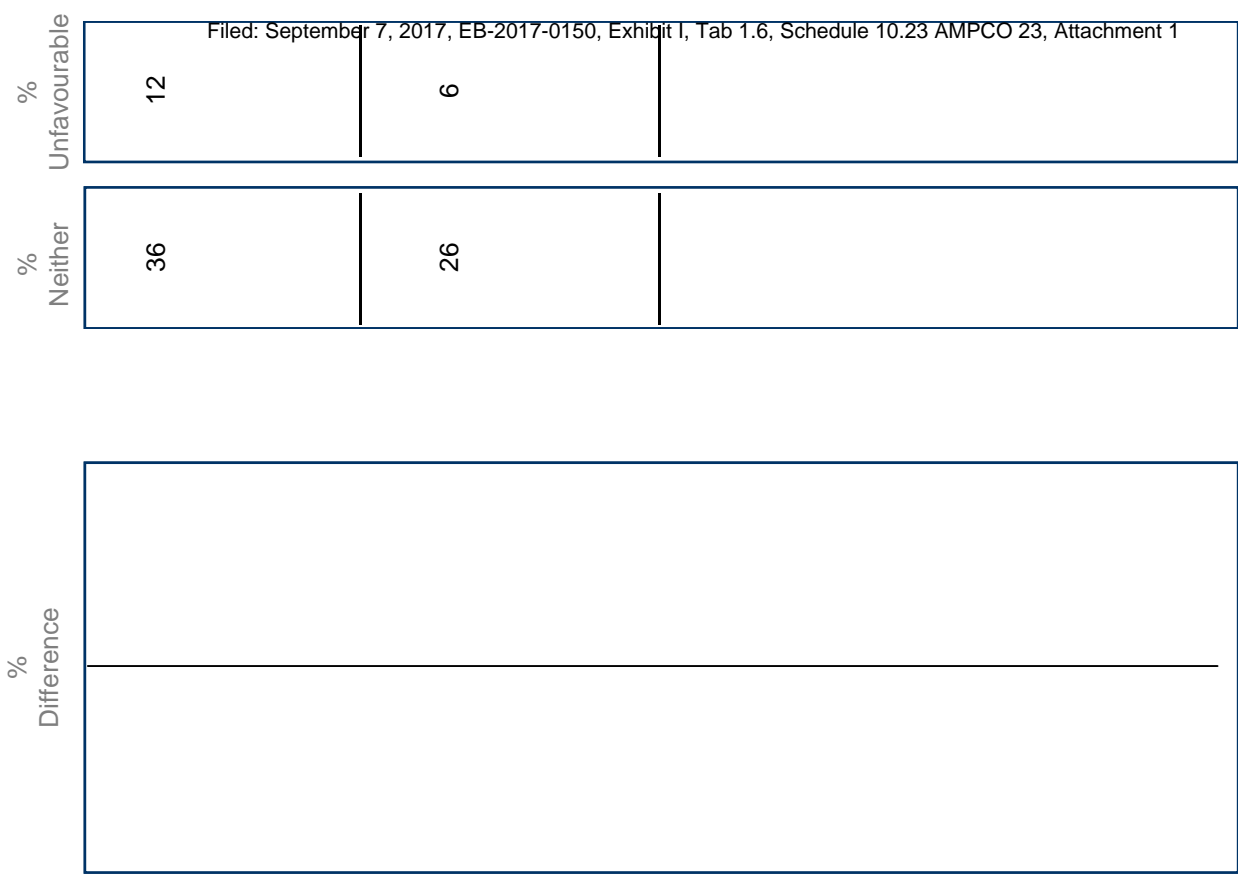 Filed: September 7, 2017, EB-2017-0150, Exhibit I, Tab 1.6, Schedule 10.23 AMPCO 23, Attachment 1
%
Unfavourable
12
6
%
Neither
36
26
%
Difference